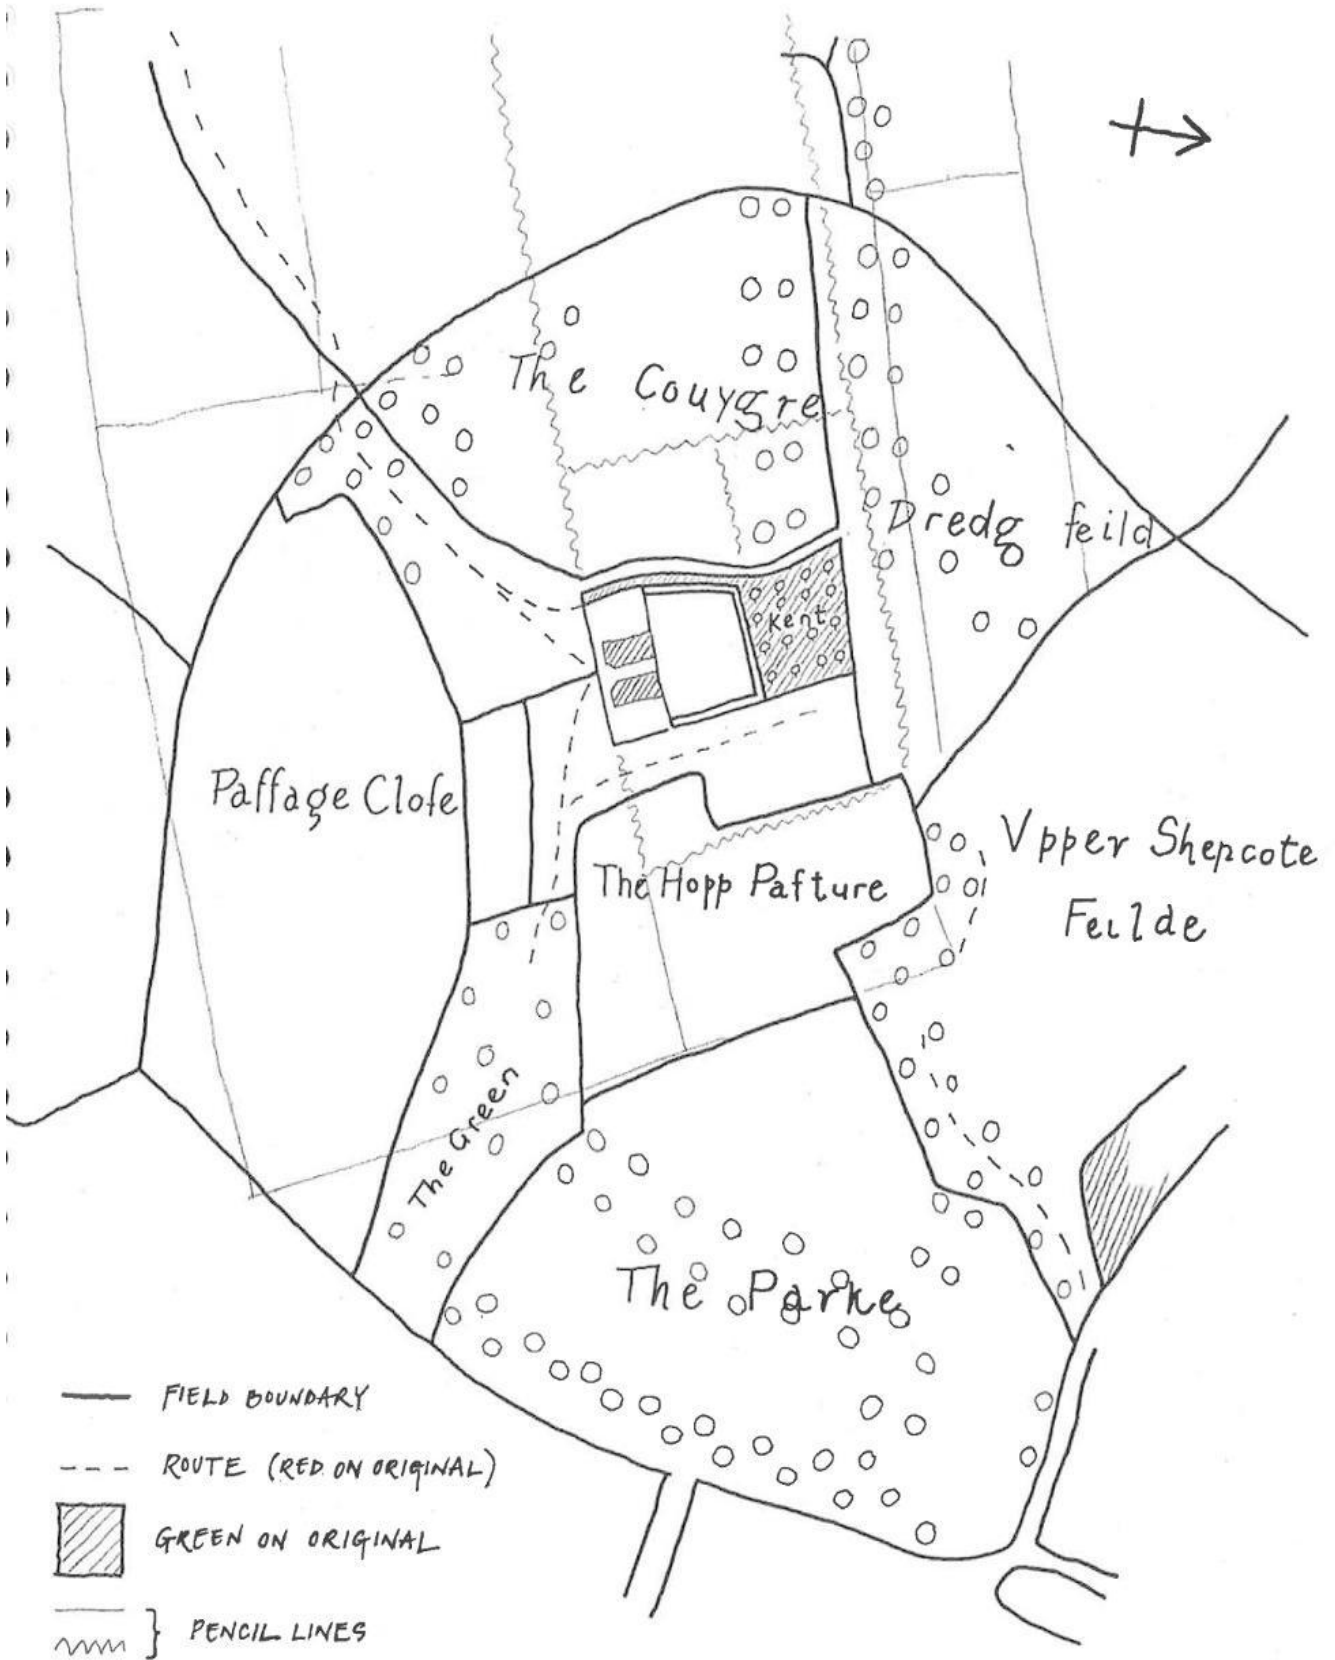 The Couygre
Dredg feild
Kent
Paffage Clofe
The Hopp Pafture
Vpper Shepcote
Feilde
The Green
The Parke
FIELD BOUNDARY
ROUTE (RED ON ORIGINAL)
GREEN ON ORIGINAL
PENCIL LINES